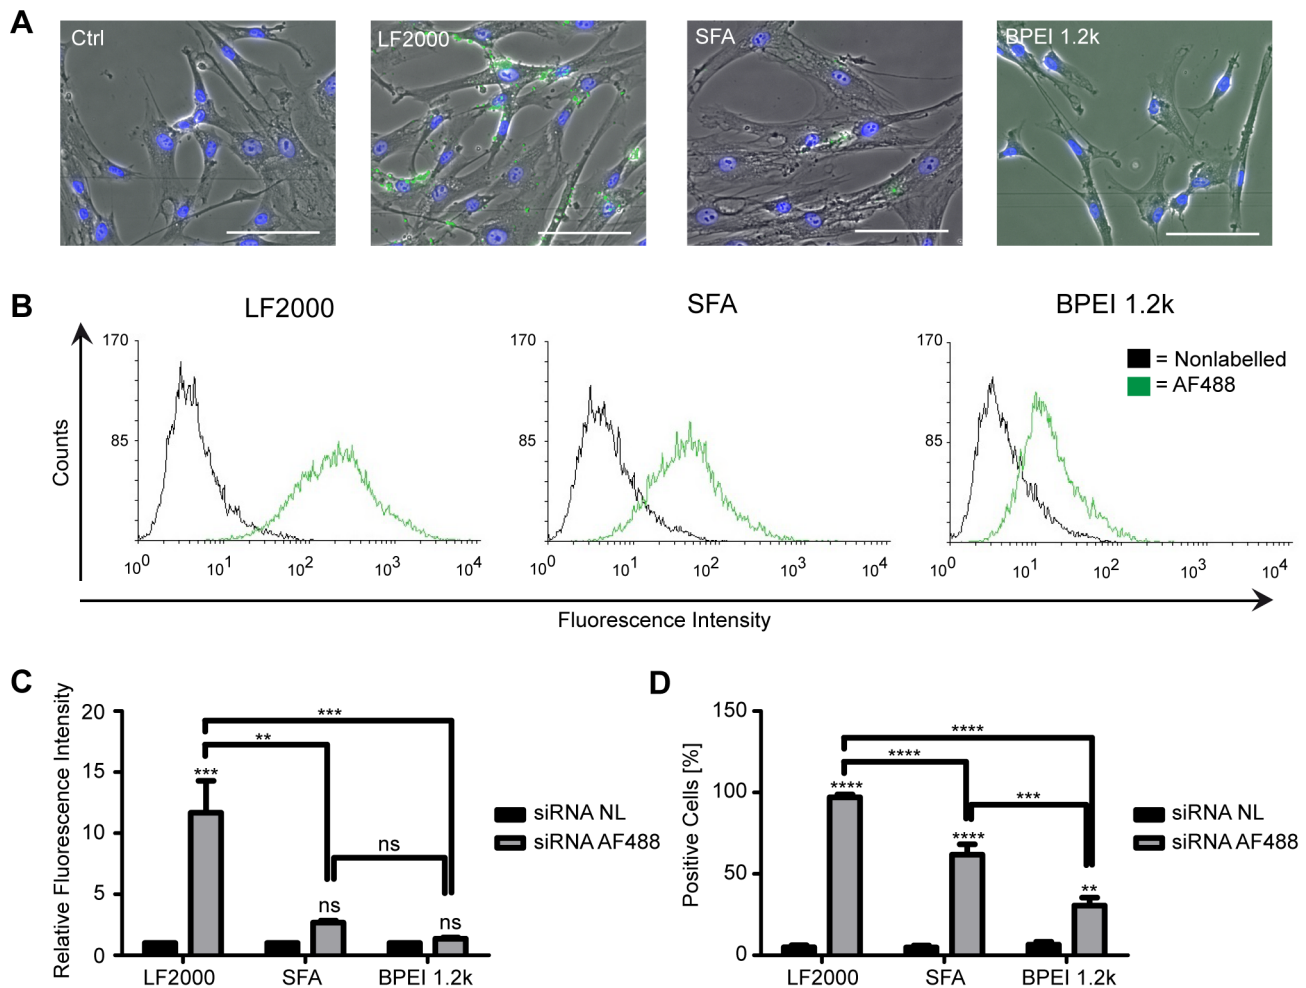 A
Ctrl
LF2000
SFA
BPEI 1.2k
B
LF2000
SFA
BPEI 1.2k
170
170
170
= Nonlabelled
= AF488
Counts
85
85
85
10^0 10^1 10^2 10^3 10^4
10^0 10^1 10^2 10^3 10^4
10^0 10^1 10^2 10^3 10^4
Fluorescence Intensity
C
Relative Fluorescence Intensity
20
15
10
5
0
***
**
***
ns
ns
ns
siRNA NL
siRNA AF488
LF2000
SFA
BPEI 1.2k
D
Positive Cells [%]
150
100
50
0
****
****
****
***
****
**
siRNA NL
siRNA AF488
LF2000
SFA
BPEI 1.2k